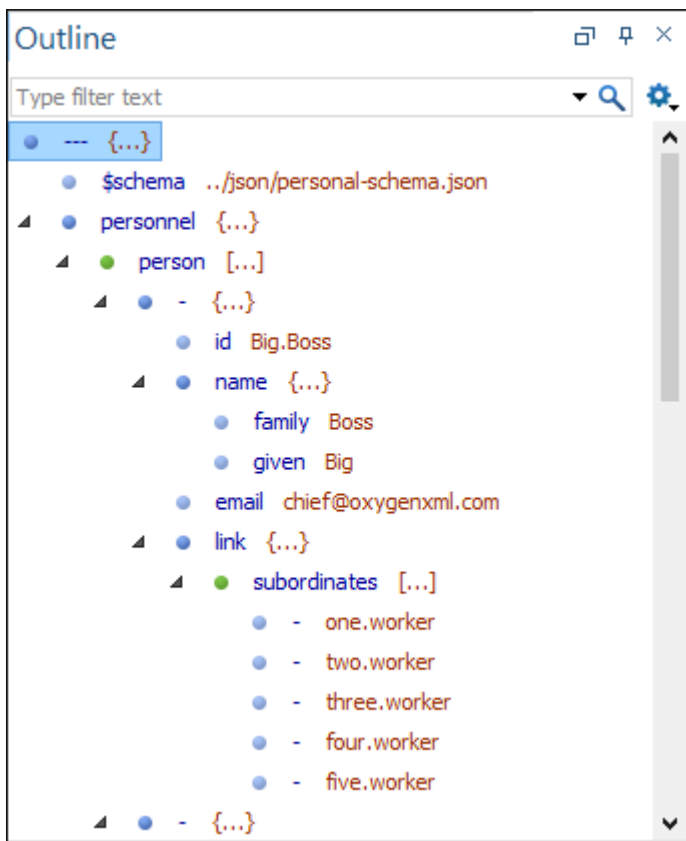 Outline
Type filter text
--- {...}
$schema ../json/personal-schema.json
personnel {...}
person [...]
- {...}
id Big.Boss
name {...}
family Boss
given Big
email chief@oxygenxml.com
link {...}
subordinates [...]
- one.worker
- two.worker
- three.worker
- four.worker
- five.worker
- {...}